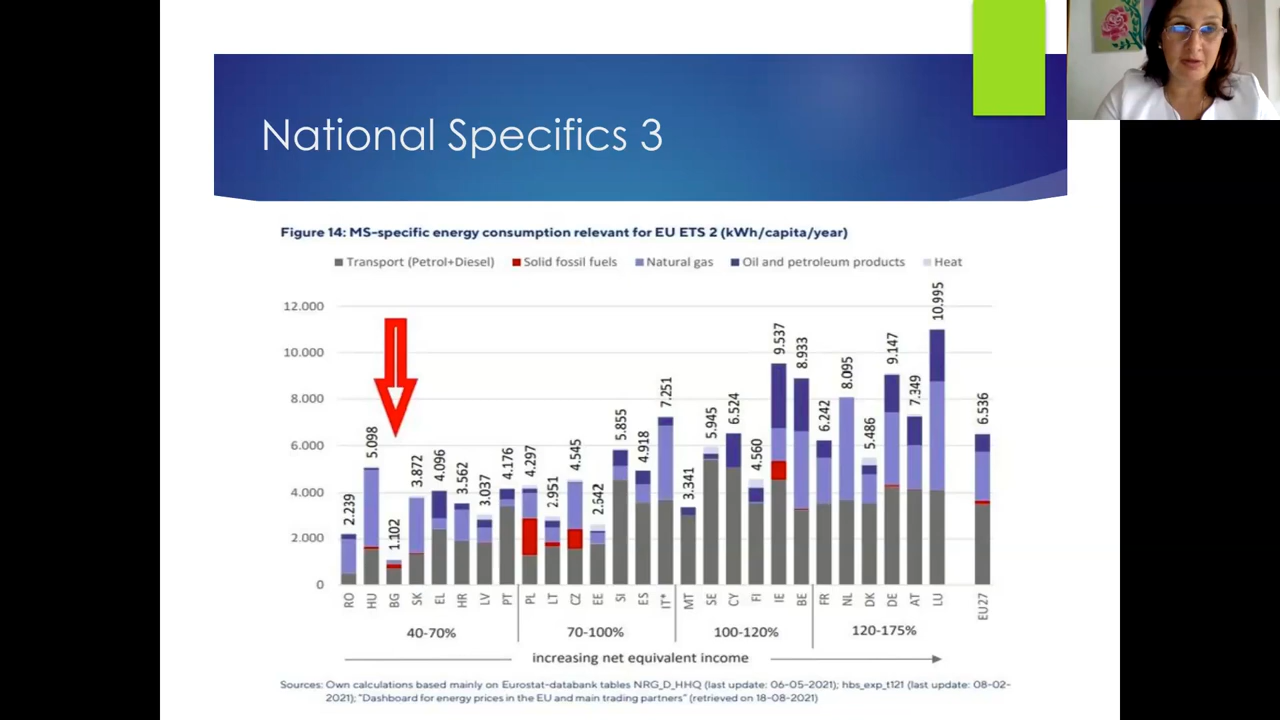 National Specifics 3
Figure 14: MS-specific energy consumption relevant for EU ETS 2 (kWh/capita/year)
Transport (Petrol+Diesel) Solid fossil fuels Natural gas Oil and petroleum products Heat
12.000
10.000
8.000
6.000
4.000
2.000
0
2.239 5.098 1.102 3.872 4.096 3.562 3.037 4.176 4.297 2.951 4.545 2.642 5.855 4.918 7.251 3.341 5.945 6.524 4.560 9.537 8.933 6.242 8.095 5.486 9.147 7.349 10.995 6.536
RO HU BG SK EL HR LV PT PL LT CZ EE SI ES IT* MT SE CY FI IE BE FR NL DK DE AT LU EU27
40-70% 70-100% 100-120% 120-175%
increasing net equivalent income
Sources: Own calculations based mainly on Eurostat-databank tables NRG_D_HHQ (last update: 06-05-2021); hbs_exp_t121 (last update: 08-02-
2021); "Dashboard for energy prices in the EU and main trading partners" (retrieved on 18-08-2021)